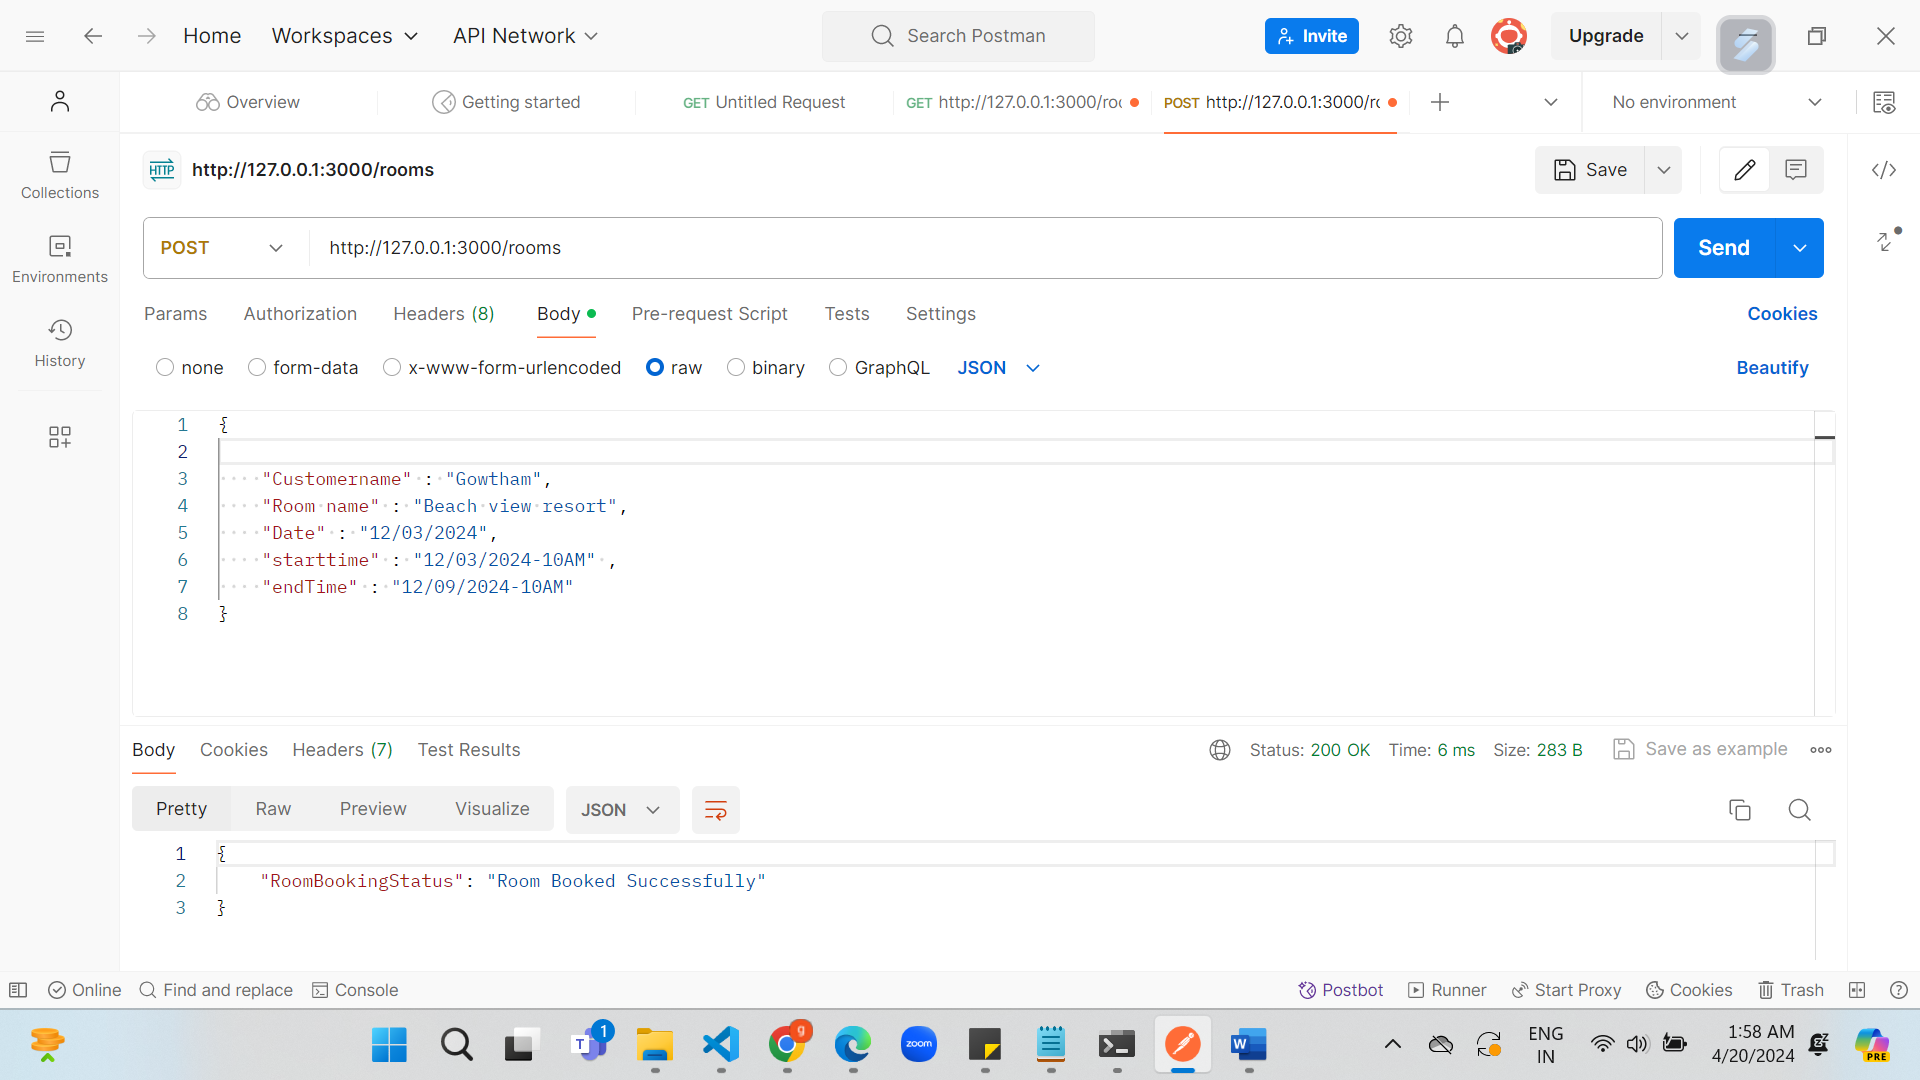 Home Workspaces API Network Search Postman Invite Upgrade
Overview Getting started GET Untitled Request GET http://127.0.0.1:3000/roo POST http://127.0.0.1:3000/r No environment
HTTP http://127.0.0.1:3000/rooms Save
Collections
Environments
History
POST http://127.0.0.1:3000/rooms Send
Params Authorization Headers (8) Body Pre-request Script Tests Settings Cookies
none form-data x-www-form-urlencoded raw binary GraphQL JSON Beautify
1 {
2
3 "Customername" : "Gowtham",
4 "Room name" : "Beach view resort",
5 "Date" : "12/03/2024",
6 "starttime" : "12/03/2024-10AM" ,
7 "endTime" : "12/09/2024-10AM"
8 }
Body Cookies Headers (7) Test Results Status: 200 OK Time: 6 ms Size: 283 B Save as example
Pretty Raw Preview Visualize JSON
1 {
2 "RoomBookingStatus": "Room Booked Successfully"
3 }
Online Find and replace Console Postbot Runner Start Proxy Cookies Trash
T 1 g zoom W ENG 1:58 AM
IN 4/20/2024 PRE